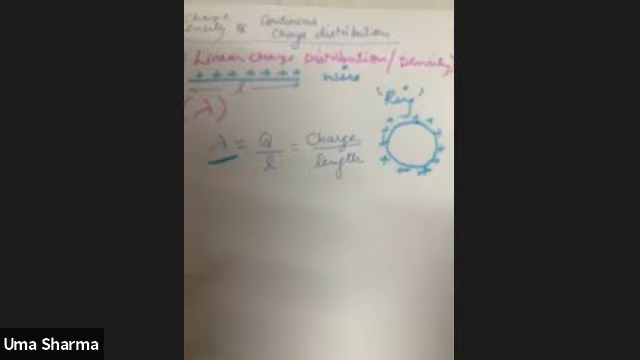 Charge Density & Continuous
Charge distribution
Linear Charge Distribution/Density
+ + + + + + +
wire
l
(λ)
'Ring'
λ = Q/l = Charge/length
Uma Sharma